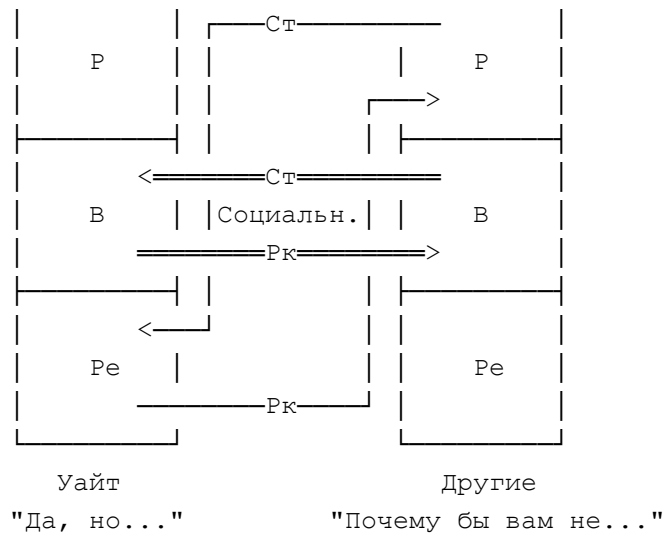 Ст
Р Р
Ст
В Социальн. В
Рк
Ре Ре
Рк
Уайт Другие
"Да, но..." "Почему бы вам не..."